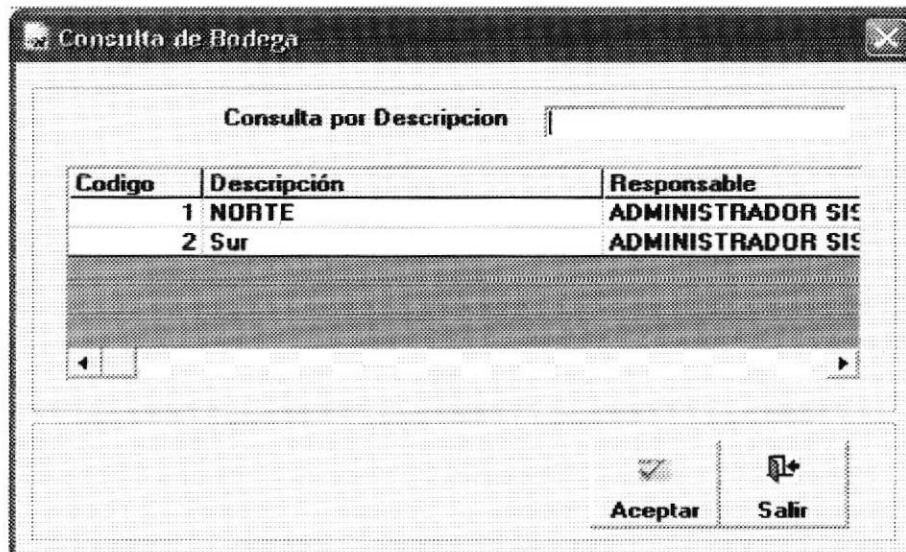 Consulta de Bodega
Consulta por Descripcion
Codigo Descripción Responsable
1 NORTE ADMINISTRADOR SIS
2 Sur ADMINISTRADOR SIS
Aceptar Salir